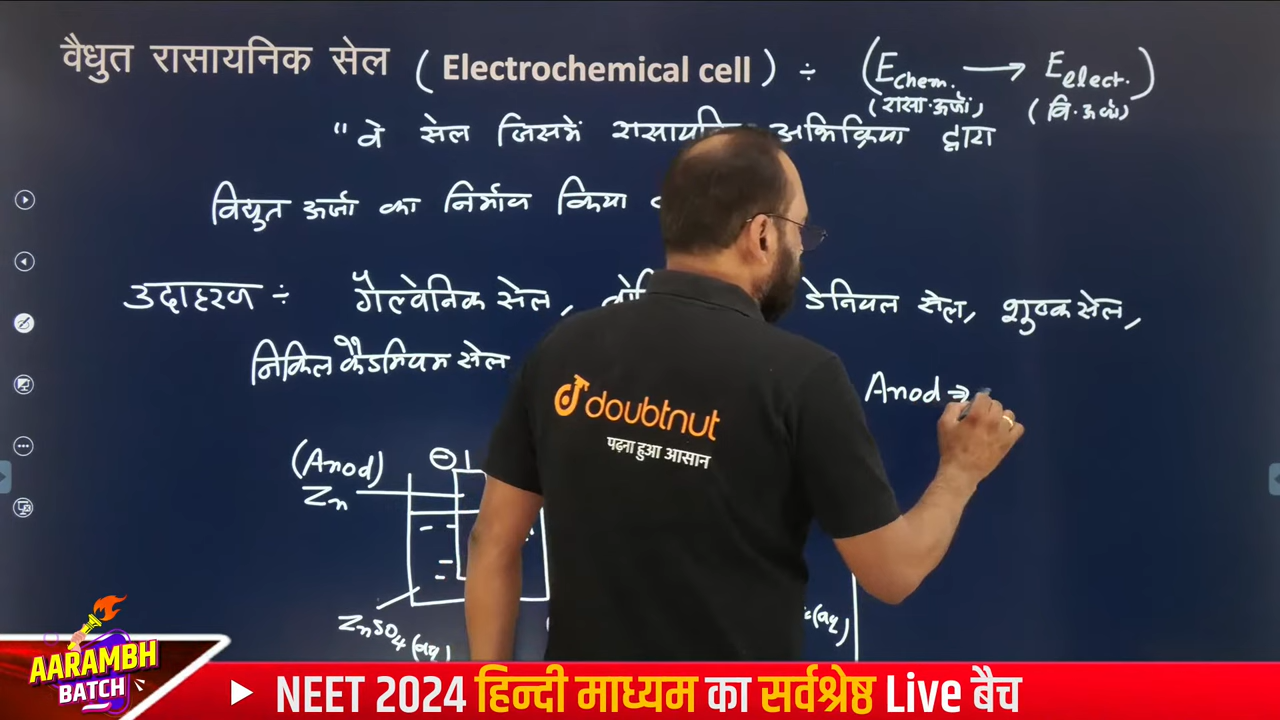 वैधुत रासायनिक सेल ( Electrochemical cell ) ÷ (Echem. → Eelect.)
(रासा.ऊर्जा) (वि.ऊर्जा)
"वे सेल जिसमें रासायनिक अभिक्रिया द्वारा
विद्युत ऊर्जा का निर्माण किया
उदाहरण ÷ गैल्वेनिक सेल, डेनियल सेल, शुष्क सेल,
निकिल कैडमियम सेल
Anod ⇒
(Anod) ⊖
Zn
ZnSO4 (aq)
(aq)
doubtnut
पढ़ना हुआ आसान
AARAMBH
BATCH
NEET 2024 हिन्दी माध्यम का सर्वश्रेष्ठ Live बैच